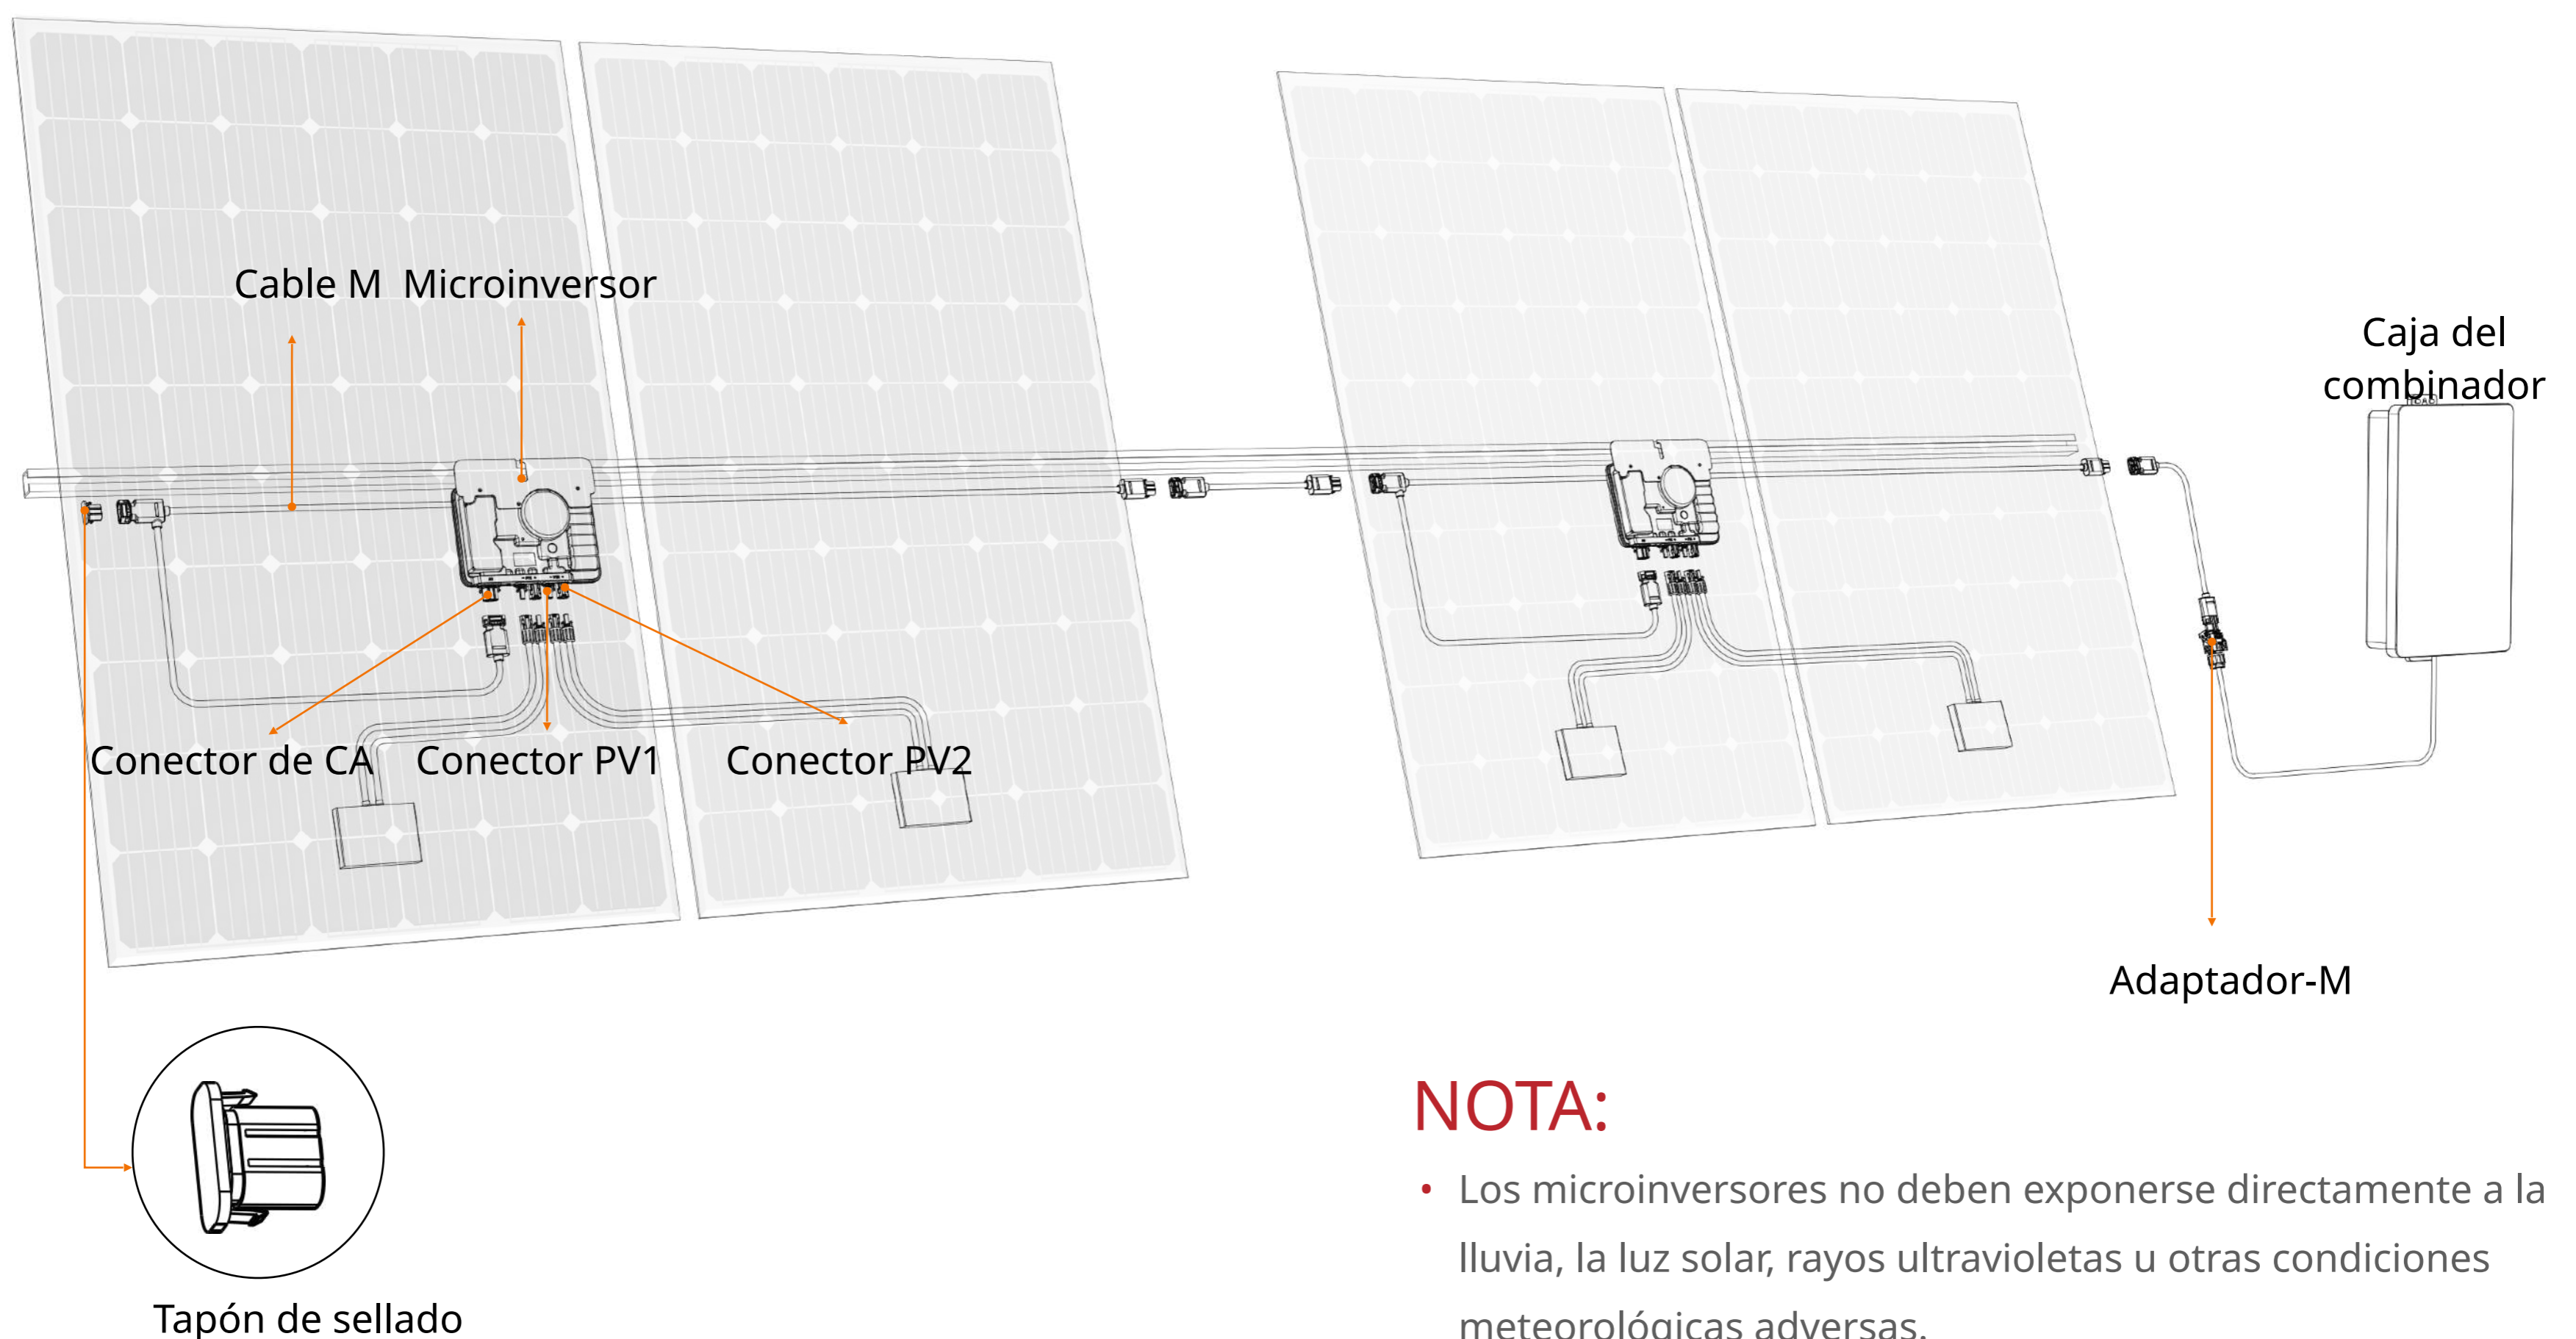 Cable M
Microinversor
Caja del
combinador
Conector de CA
Conector PV1
Conector PV2
Adaptador-M
Tapón de sellado
NOTA:
• Los microinversores no deben exponerse directamente a la
lluvia, la luz solar, rayos ultravioletas u otras condiciones
meteorológicas adversas.